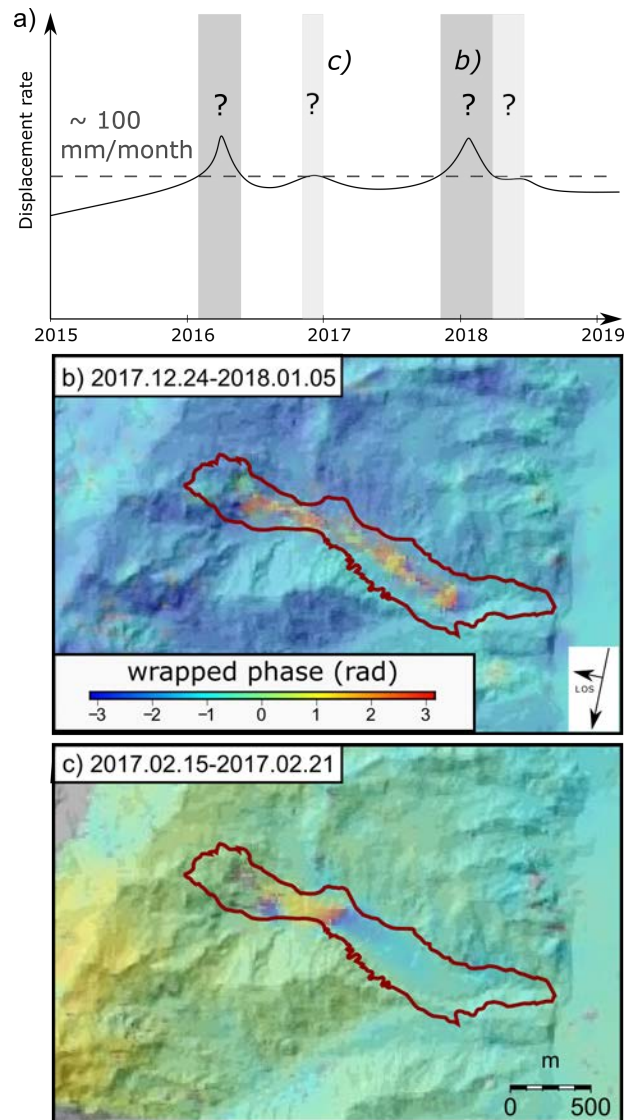 a)
Displacement rate
~ 100
mm/month
? ? ? ?
c) b)
2015 2016 2017 2018 2019
b) 2017.12.24-2018.01.05
wrapped phase (rad)
−3 −2 −1 0 1 2 3
LOS
c) 2017.02.15-2017.02.21
m
0 500